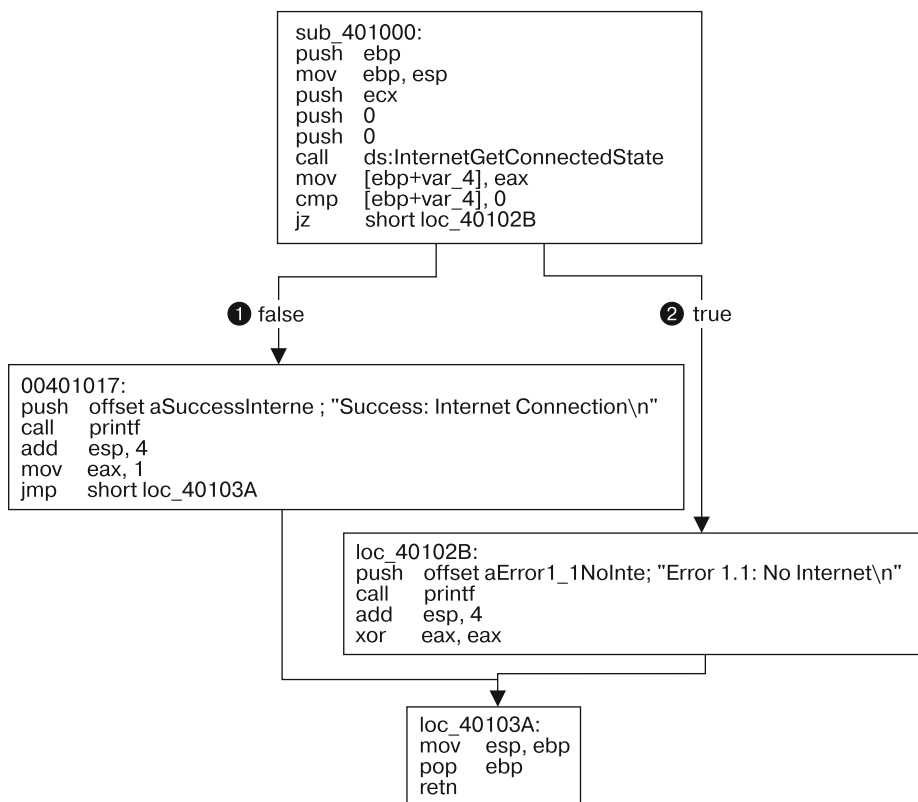 sub_401000:
push ebp
mov ebp, esp
push ecx
push 0
push 0
call ds:InternetGetConnectedState
mov [ebp+var_4], eax
cmp [ebp+var_4], 0
jz short loc_40102B
1 false
2 true
00401017:
push offset aSuccessInterne ; "Success: Internet Connection\n"
call printf
add esp, 4
mov eax, 1
jmp short loc_40103A
loc_40102B:
push offset aError1_1NoInte; "Error 1.1: No Internet\n"
call printf
add esp, 4
xor eax, eax
loc_40103A:
mov esp, ebp
pop ebp
retn